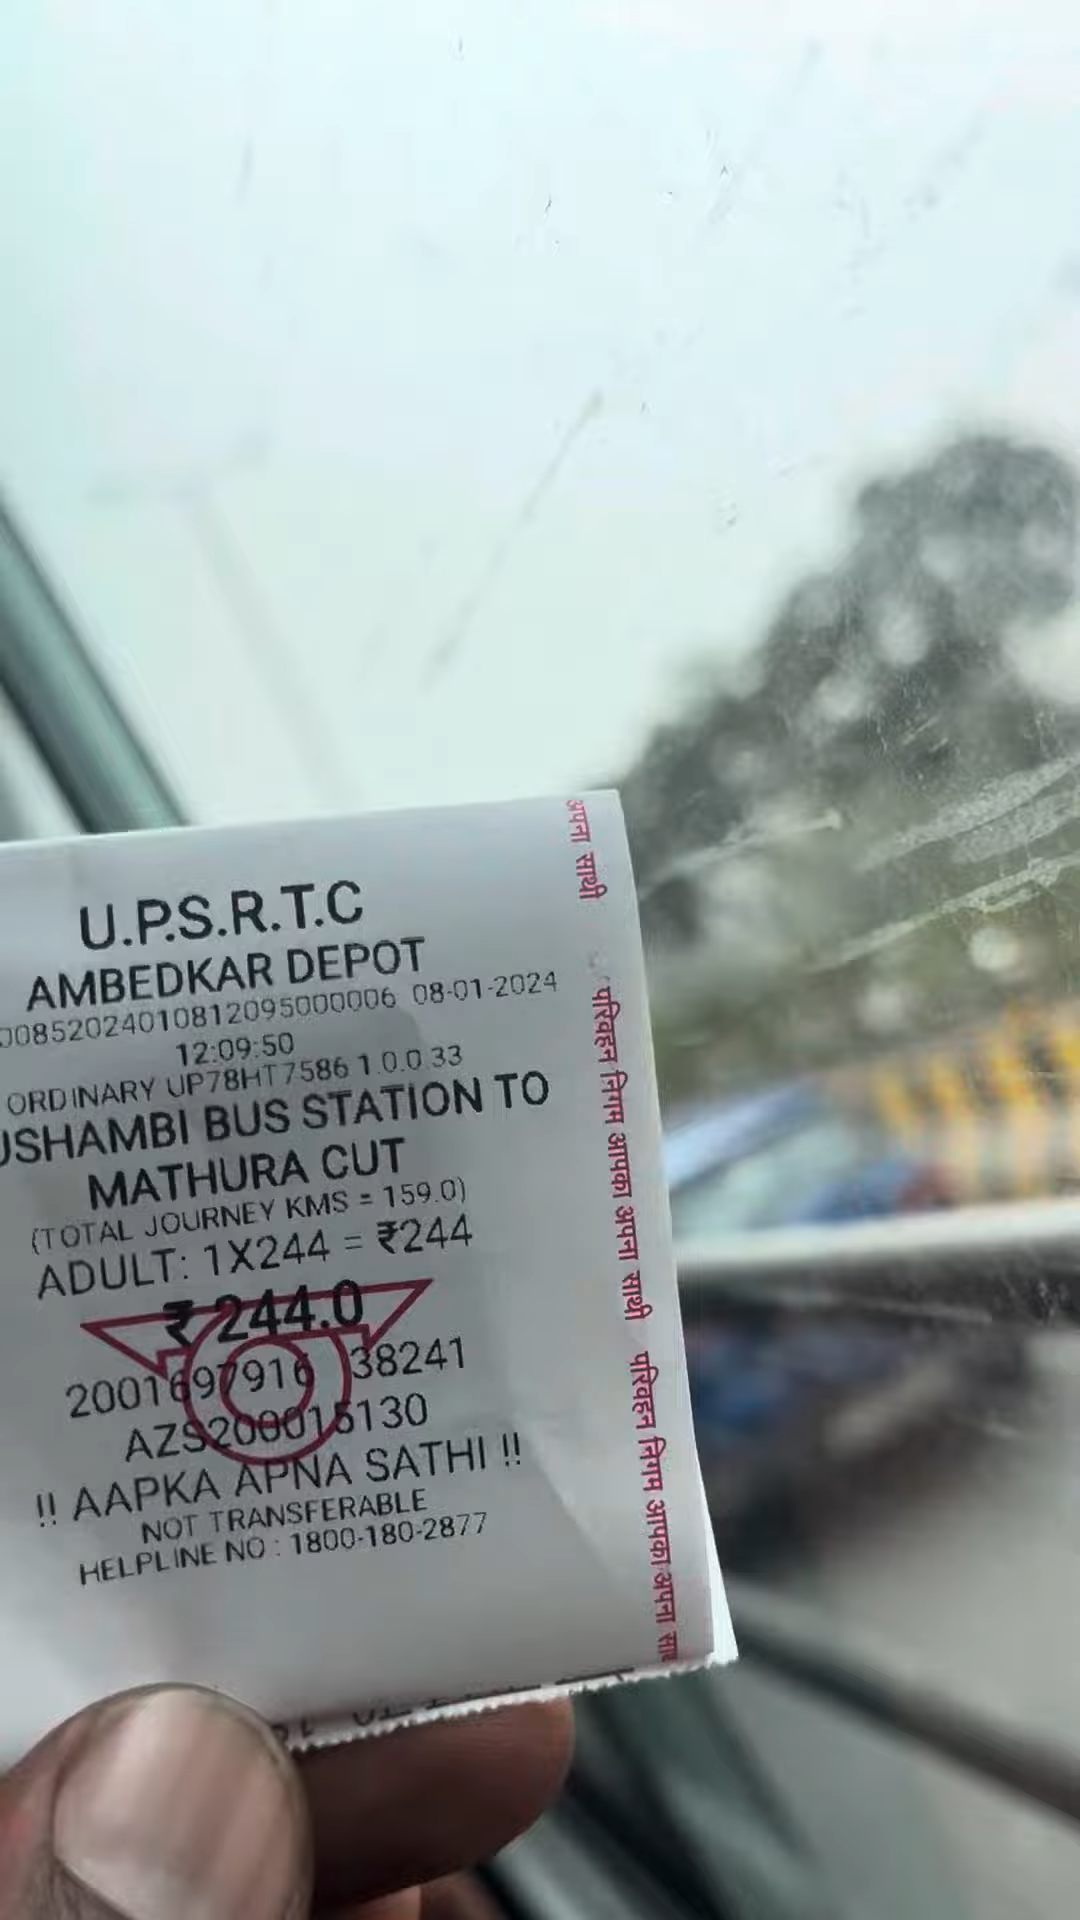 U.P.S.R.T.C
AMBEDKAR DEPOT
00852024010812095000006 08-01-2024
12:09:50
ORDINARY UP78HT7586 1.0.0.33
USHAMBI BUS STATION TO
MATHURA CUT
(TOTAL JOURNEY KMS = 159.0)
ADULT: 1X244 = ₹244
₹ 244.0
2001697916 38241
AZS200015130
!! AAPKA APNA SATHI !!
NOT TRANSFERABLE
HELPLINE NO : 1800-180-2877
अपना साथी
परिवहन निगम आपका अपना साथी
परिवहन निगम आपका अपना सा